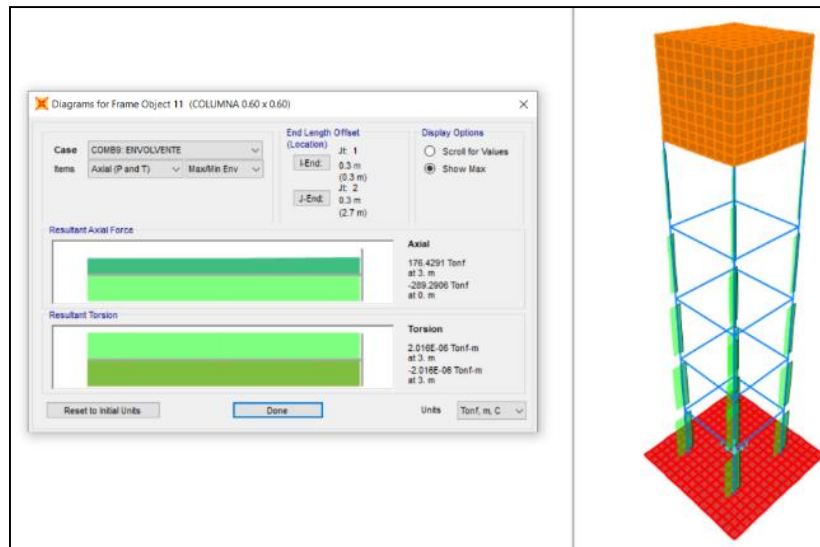 Diagrams for Frame Object 11 (COLUMNA 0.60 x 0.60)
Case
COMB9: ENVOLVENTE
Items
Axial (P and T)
Max/Min Env
End Length Offset
(Location)
Jt: 1
I-End:
0.3 m
(0.3 m)
Jt: 2
J-End:
0.3 m
(2.7 m)
Display Options
Scroll for Values
Show Max
Resultant Axial Force
Axial
176.4291 Tonf
at 3. m
-289.2906 Tonf
at 0. m
Resultant Torsion
Torsion
2.016E-06 Tonf-m
at 3. m
-2.016E-06 Tonf-m
at 3. m
Reset to Initial Units
Done
Units
Tonf, m, C